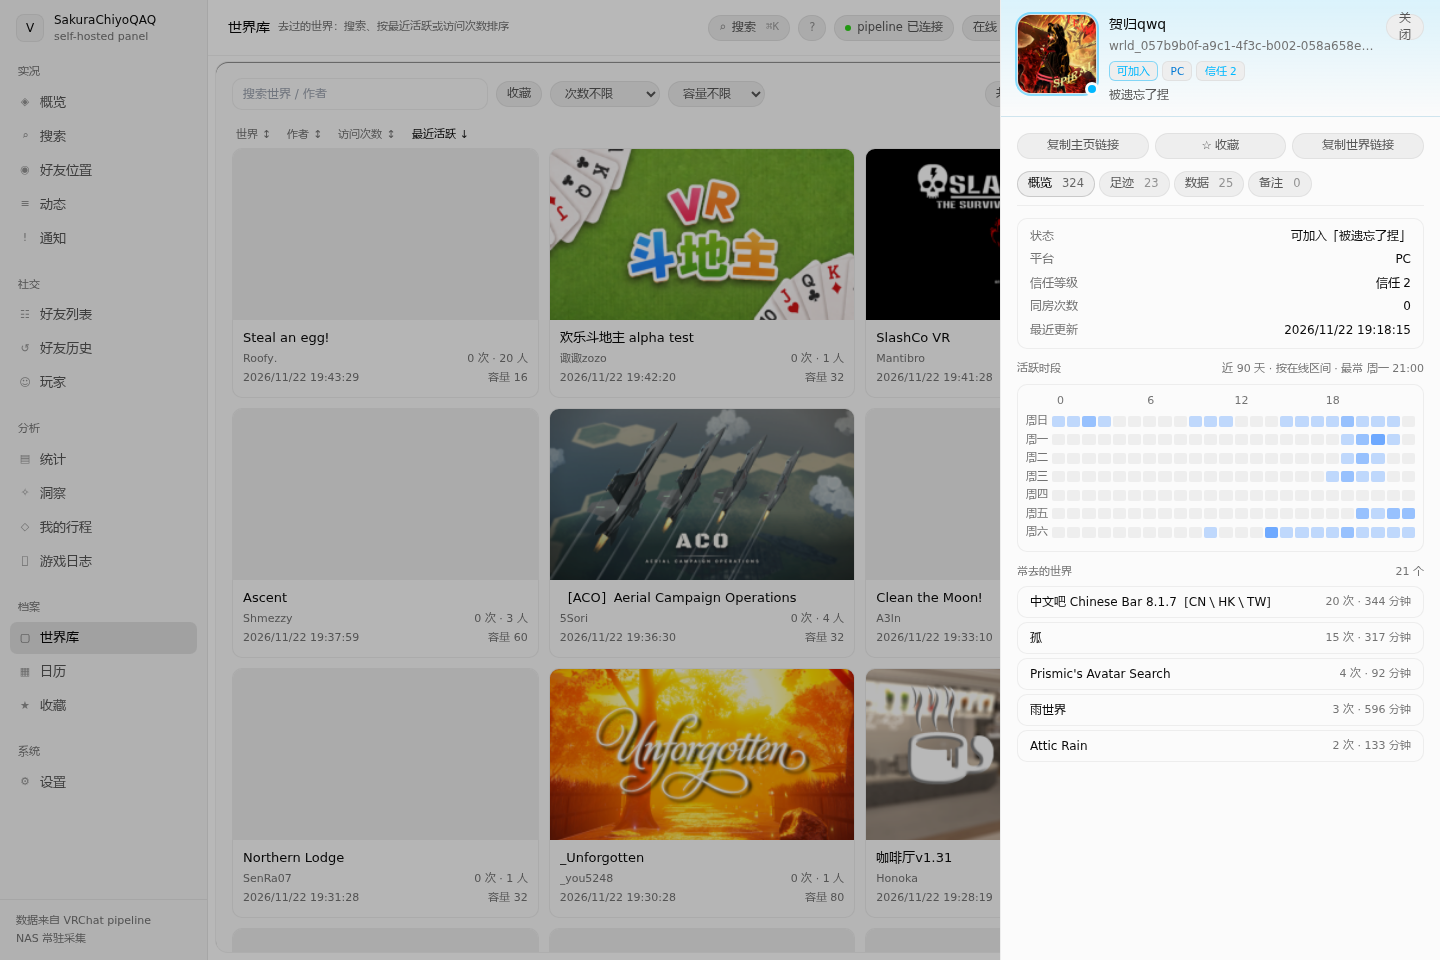 V
SakuraChiyoQAQ
self-hosted panel
实况
概览
搜索
好友位置
动态
通知
社交
好友列表
好友历史
玩家
分析
统计
洞察
我的行程
游戏日志
档案
世界库
日历
收藏
系统
设置
数据来自 VRChat pipeline
NAS 常驻采集
世界库 去过的世界：搜索、按最近活跃或访问次数排序
搜索 ⌘K
?
pipeline 已连接
在线
搜索世界 / 作者
收藏
次数不限
容量不限
世界 ↕ 作者 ↕ 访问次数 ↕ 最近活跃 ↓
Steal an egg!
Roofy. 0 次 · 20 人
2026/11/22 19:43:29 容量 16
VR
斗地主
欢乐斗地主 alpha test
诹诹zozo 0 次 · 1 人
2026/11/22 19:42:20 容量 32
SLA
THE SURVIV
SlashCo VR
Mantibro
2026/11/22 19:41:28
Ascent
Shmezzy 0 次 · 3 人
2026/11/22 19:37:59 容量 60
ACO
AERIAL CAMPAIGN OPERATIONS
［ACO］Aerial Campaign Operations
5Sori 0 次 · 4 人
2026/11/22 19:36:30 容量 32
Clean the Moon!
A3ln
2026/11/22 19:33:10
Northern Lodge
SenRa07 0 次 · 1 人
2026/11/22 19:31:28 容量 32
Unforgotten
_Unforgotten
_you5248 0 次 · 1 人
2026/11/22 19:30:28 容量 80
咖啡厅v1.31
Honoka
2026/11/22 19:28:19
SPIRAL
贺归qwq
wrld_057b9b0f-a9c1-4f3c-b002-058a658e…
可加入 PC 信任 2
被遗忘了捏
关闭
复制主页链接
☆ 收藏
复制世界链接
概览 324
足迹 23
数据 25
备注 0
状态 可加入「被遗忘了捏」
平台 PC
信任等级 信任 2
同房次数 0
最近更新 2026/11/22 19:18:15
活跃时段 近 90 天 · 按在线区间 · 最常 周一 21:00
0 6 12 18
周日
周一
周二
周三
周四
周五
周六
常去的世界 21 个
中文吧 Chinese Bar 8.1.7［CN \ HK \ TW］ 20 次 · 344 分钟
孤 15 次 · 317 分钟
Prismic's Avatar Search 4 次 · 92 分钟
雨世界 3 次 · 596 分钟
Attic Rain 2 次 · 133 分钟